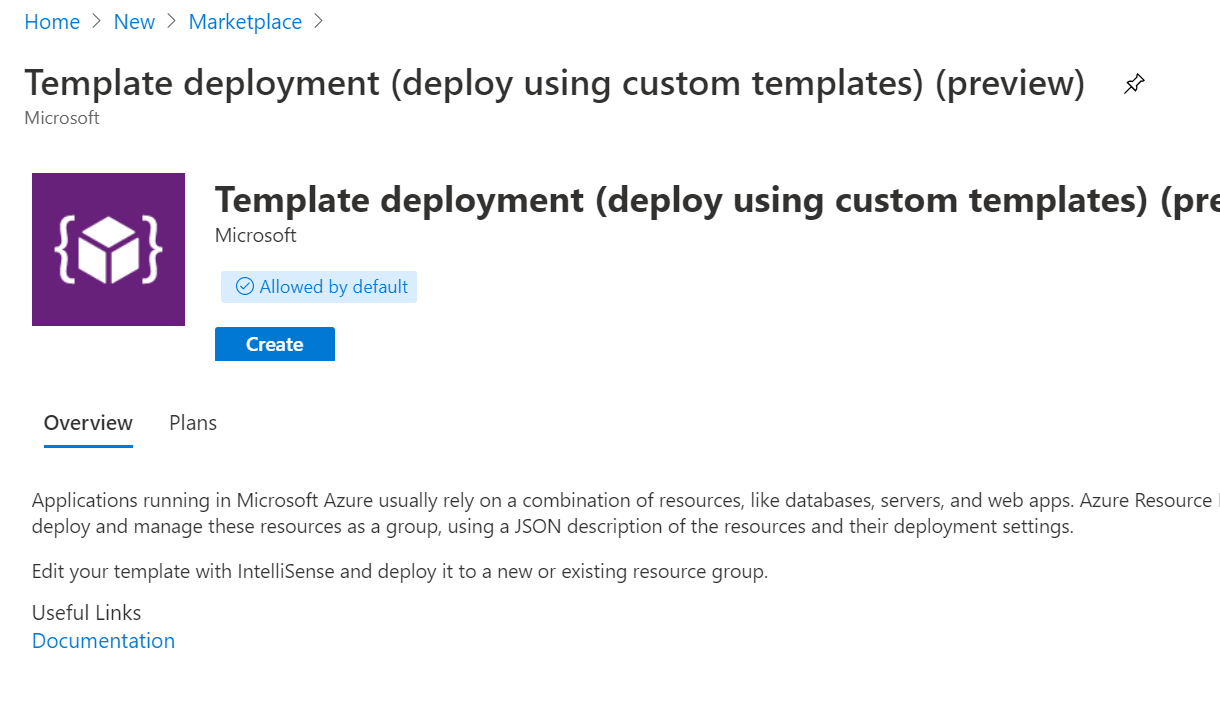 Home > New > Marketplace >
Template deployment (deploy using custom templates) (preview)
Microsoft
Template deployment (deploy using custom templates) (pre
Microsoft
Allowed by default
Create
Overview Plans
Applications running in Microsoft Azure usually rely on a combination of resources, like databases, servers, and web apps. Azure Resource
deploy and manage these resources as a group, using a JSON description of the resources and their deployment settings.
Edit your template with IntelliSense and deploy it to a new or existing resource group.
Useful Links
Documentation